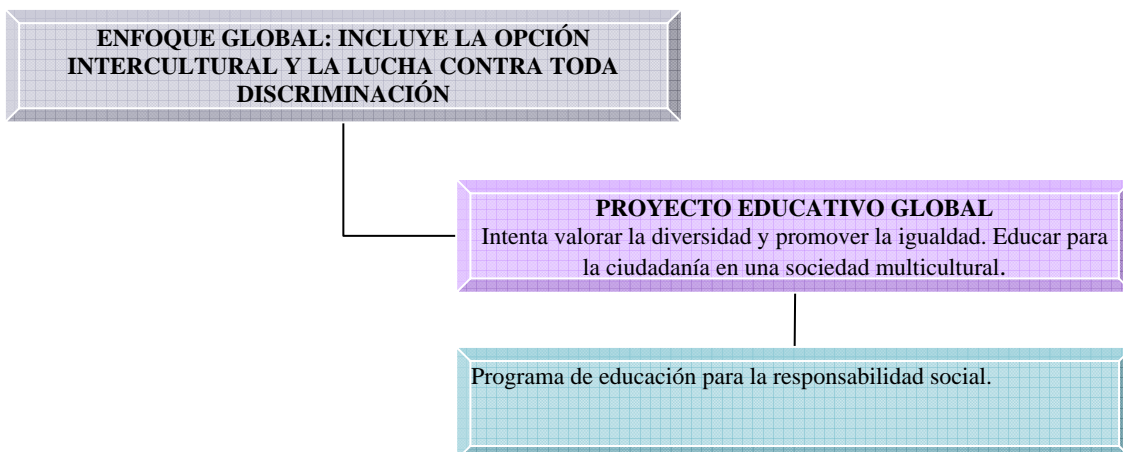 ENFOQUE GLOBAL: INCLUYE LA OPCIÓN
INTERCULTURAL Y LA LUCHA CONTRA TODA
DISCRIMINACIÓN
PROYECTO EDUCATIVO GLOBAL
Intenta valorar la diversidad y promover la igualdad. Educar para
la ciudadanía en una sociedad multicultural.
Programa de educación para la responsabilidad social.